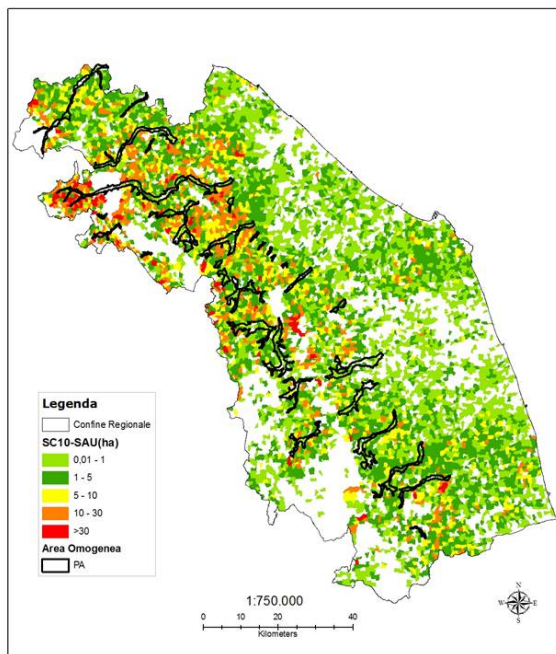 Legenda
Confine Regionale
SC10-SAU(ha)
0,01 - 1
1 - 5
5 - 10
10 - 30
>30
Area Omogenea
PA
1:750.000
0 10 20 40
Kilometers
N
W E
S